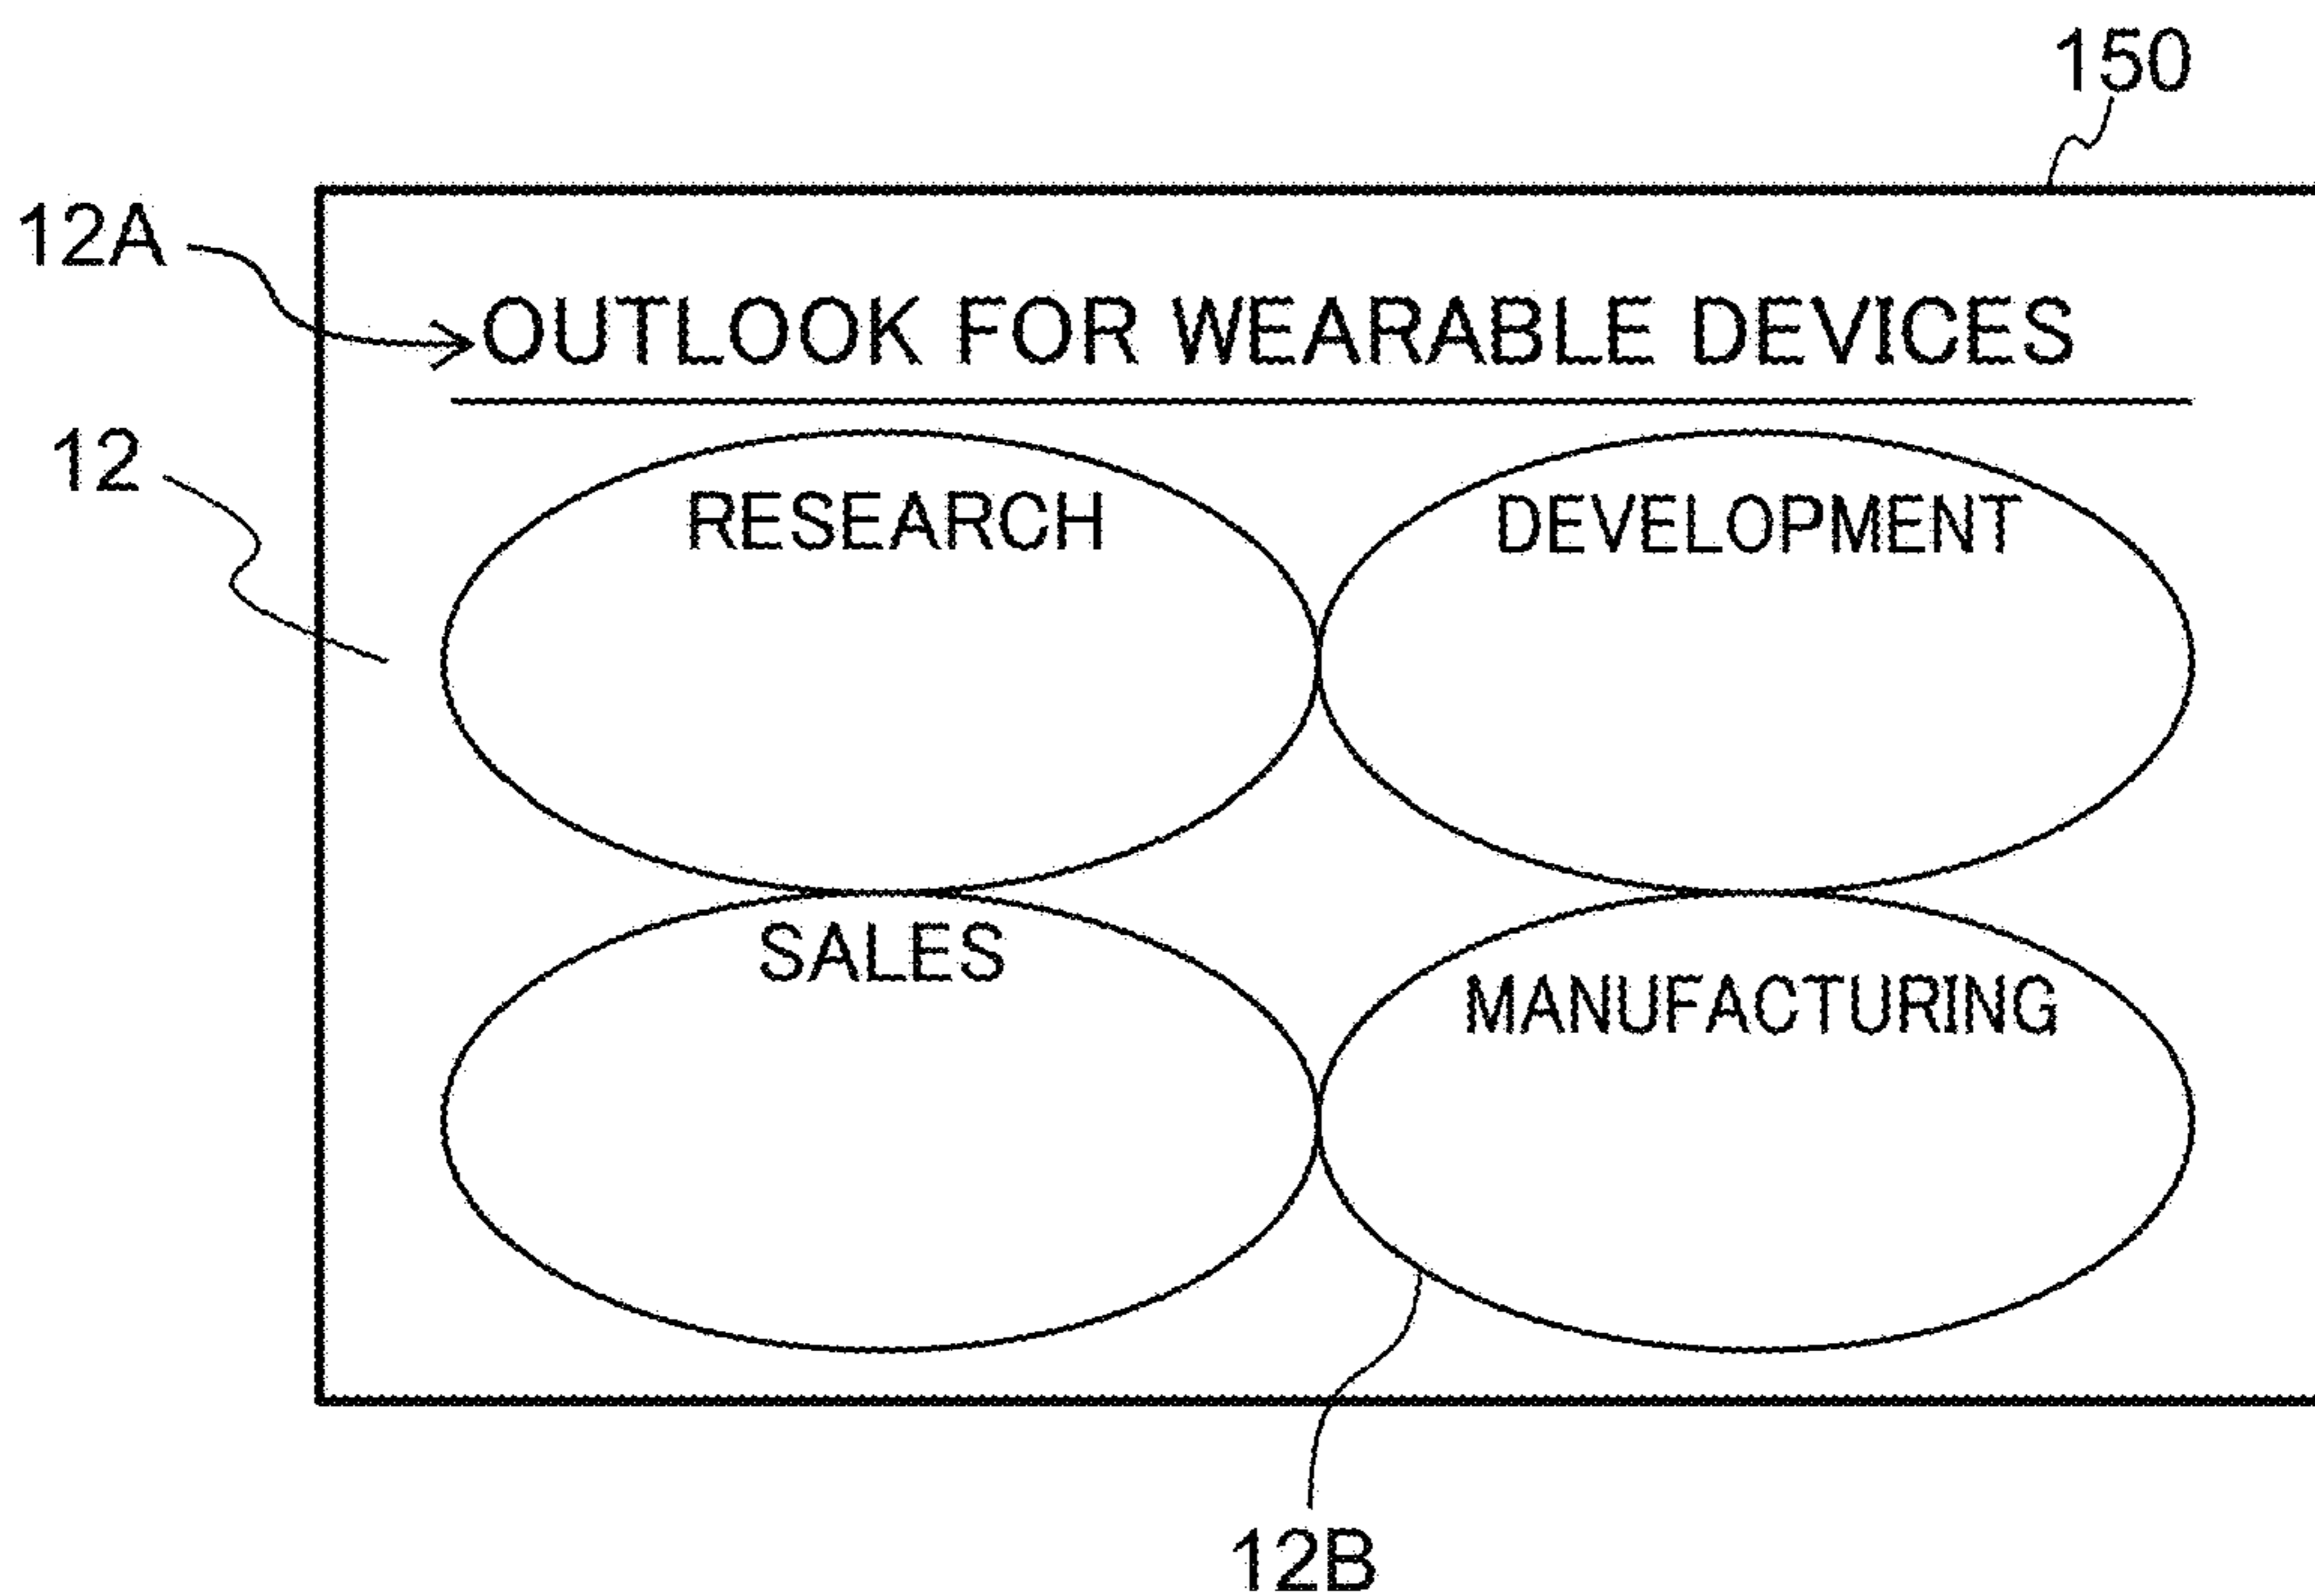 150
12A
OUTLOOK FOR WEARABLE DEVICES
12
RESEARCH
DEVELOPMENT
SALES
MANUFACTURING
12B